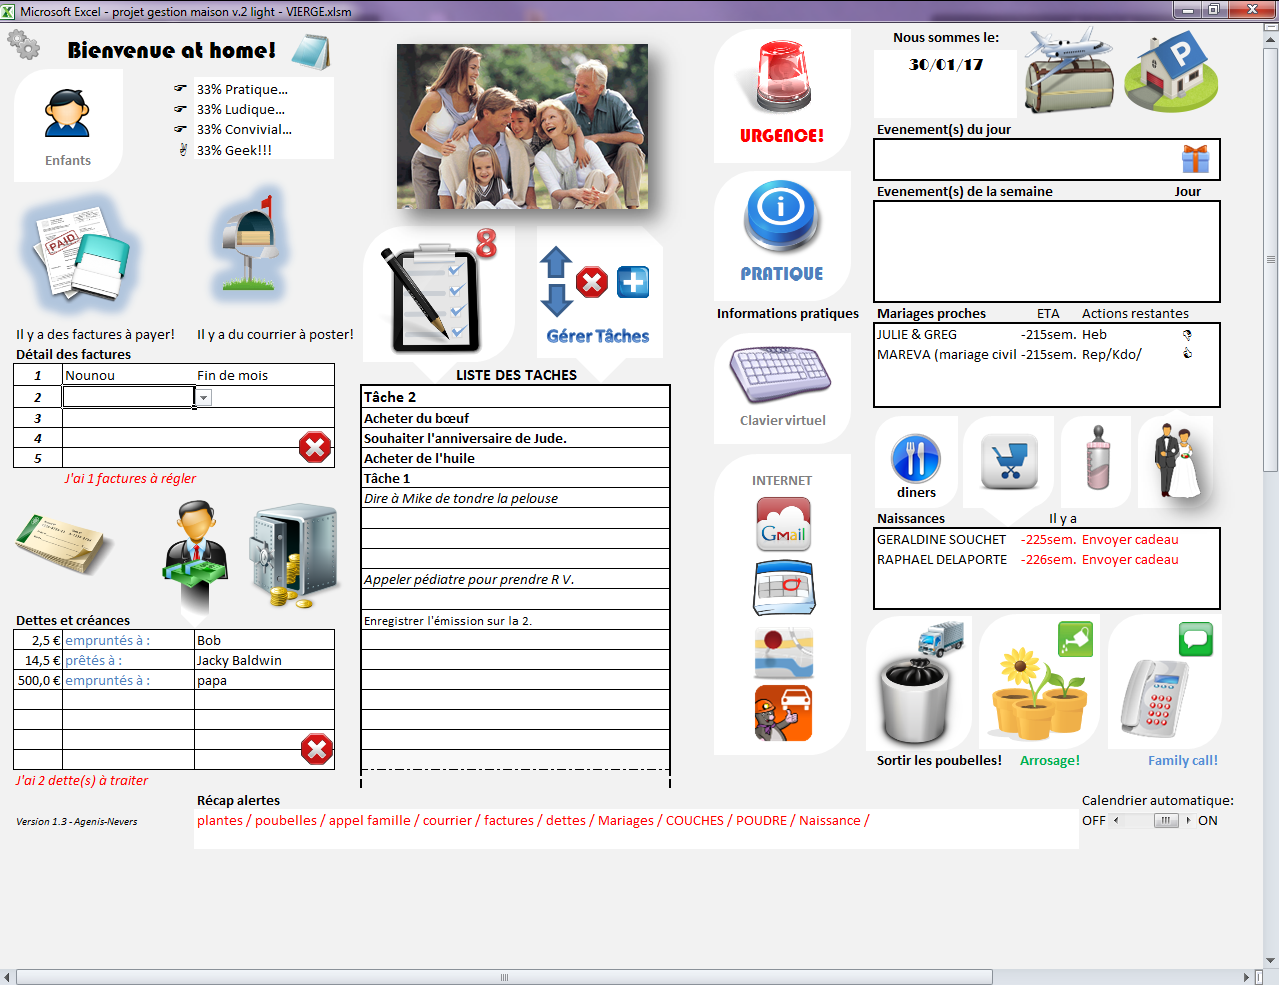 Microsoft Excel - projet gestion maison v.2 light - VIERGE.xlsm
Bienvenue at home!
Enfants
33% Pratique...
33% Ludique...
33% Convivial...
33% Geek!!!
PAID
Il y a des factures à payer!
Il y a du courrier à poster!
Détail des factures
1 Nounou Fin de mois
2
3
4
5
J'ai 1 factures à régler
Dettes et créances
2,5 € empruntés à : Bob
14,5 € prêtés à : Jacky Baldwin
500,0 € empruntés à : papa
J'ai 2 dette(s) à traiter
Version 1.3 - Agenis-Nevers
8
Gérer Tâches
LISTE DES TACHES
Tâche 2
Acheter du bœuf
Souhaiter l'anniversaire de Jude.
Acheter de l'huile
Tâche 1
Dire à Mike de tondre la pelouse
Appeler pédiatre pour prendre R V.
Enregistrer l'émission sur la 2.
Récap alertes
plantes / poubelles / appel famille / courrier / factures / dettes / Mariages / COUCHES / POUDRE / Naissance /
URGENCE!
i
PRATIQUE
Informations pratiques
Clavier virtuel
INTERNET
Gmail
Nous sommes le:
30/01/17
P
Evenement(s) du jour
Evenement(s) de la semaine Jour
Mariages proches ETA Actions restantes
JULIE & GREG -215sem. Heb
MAREVA (mariage civil -215sem. Rep/Kdo/
diners
Naissances Il y a
GERALDINE SOUCHET -225sem. Envoyer cadeau
RAPHAEL DELAPORTE -226sem. Envoyer cadeau
Sortir les poubelles!
Arrosage!
Family call!
Calendrier automatique:
OFF ON